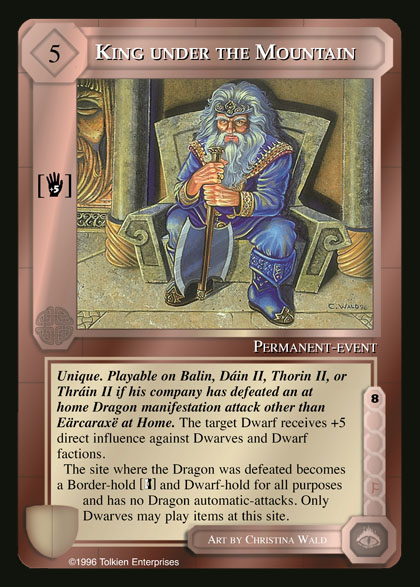 5
KING UNDER THE MOUNTAIN
+5
C. WALD 96
PERMANENT-EVENT
Unique. Playable on Balin, Dáin II, Thorin II, or
Thráin II if his company has defeated an at
home Dragon manifestation attack other than
Eärcaraxë at Home. The target Dwarf receives +5
direct influence against Dwarves and Dwarf
factions.
The site where the Dragon was defeated becomes
a Border-hold [ ] and Dwarf-hold for all purposes
and has no Dragon automatic-attacks. Only
Dwarves may play items at this site.
8
ART BY CHRISTINA WALD
©1996 Tolkien Enterprises